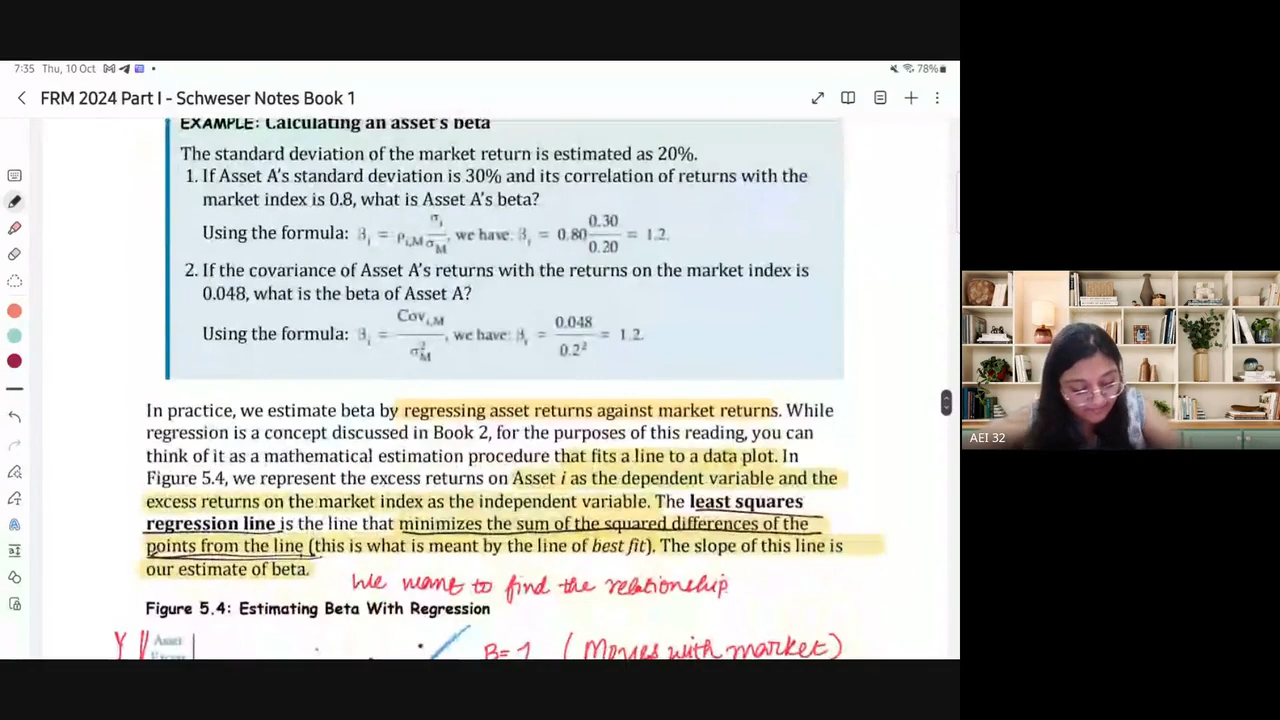 7:35 Thu, 10 Oct
78%
FRM 2024 Part I - Schweser Notes Book 1
EXAMPLE: Calculating an asset's beta
The standard deviation of the market return is estimated as 20%.
1. If Asset A's standard deviation is 30% and its correlation of returns with the
market index is 0.8, what is Asset A's beta?
Using the formula: βᵢ = ρᵢ,M σᵢ/σM, we have: βᵢ = 0.80 0.30/0.20 = 1.2.
2. If the covariance of Asset A's returns with the returns on the market index is
0.048, what is the beta of Asset A?
Using the formula: βᵢ = Covᵢ,M/σ²M, we have: βᵢ = 0.048/0.2² = 1.2.
In practice, we estimate beta by regressing asset returns against market returns. While
regression is a concept discussed in Book 2, for the purposes of this reading, you can
think of it as a mathematical estimation procedure that fits a line to a data plot. In
Figure 5.4, we represent the excess returns on Asset i as the dependent variable and the
excess returns on the market index as the independent variable. The least squares
regression line is the line that minimizes the sum of the squared differences of the
points from the line (this is what is meant by the line of best fit). The slope of this line is
our estimate of beta.
We want to find the relationship
Figure 5.4: Estimating Beta With Regression
Y
Asset
Excess
B = 1 (Moves with market)
AEI 32